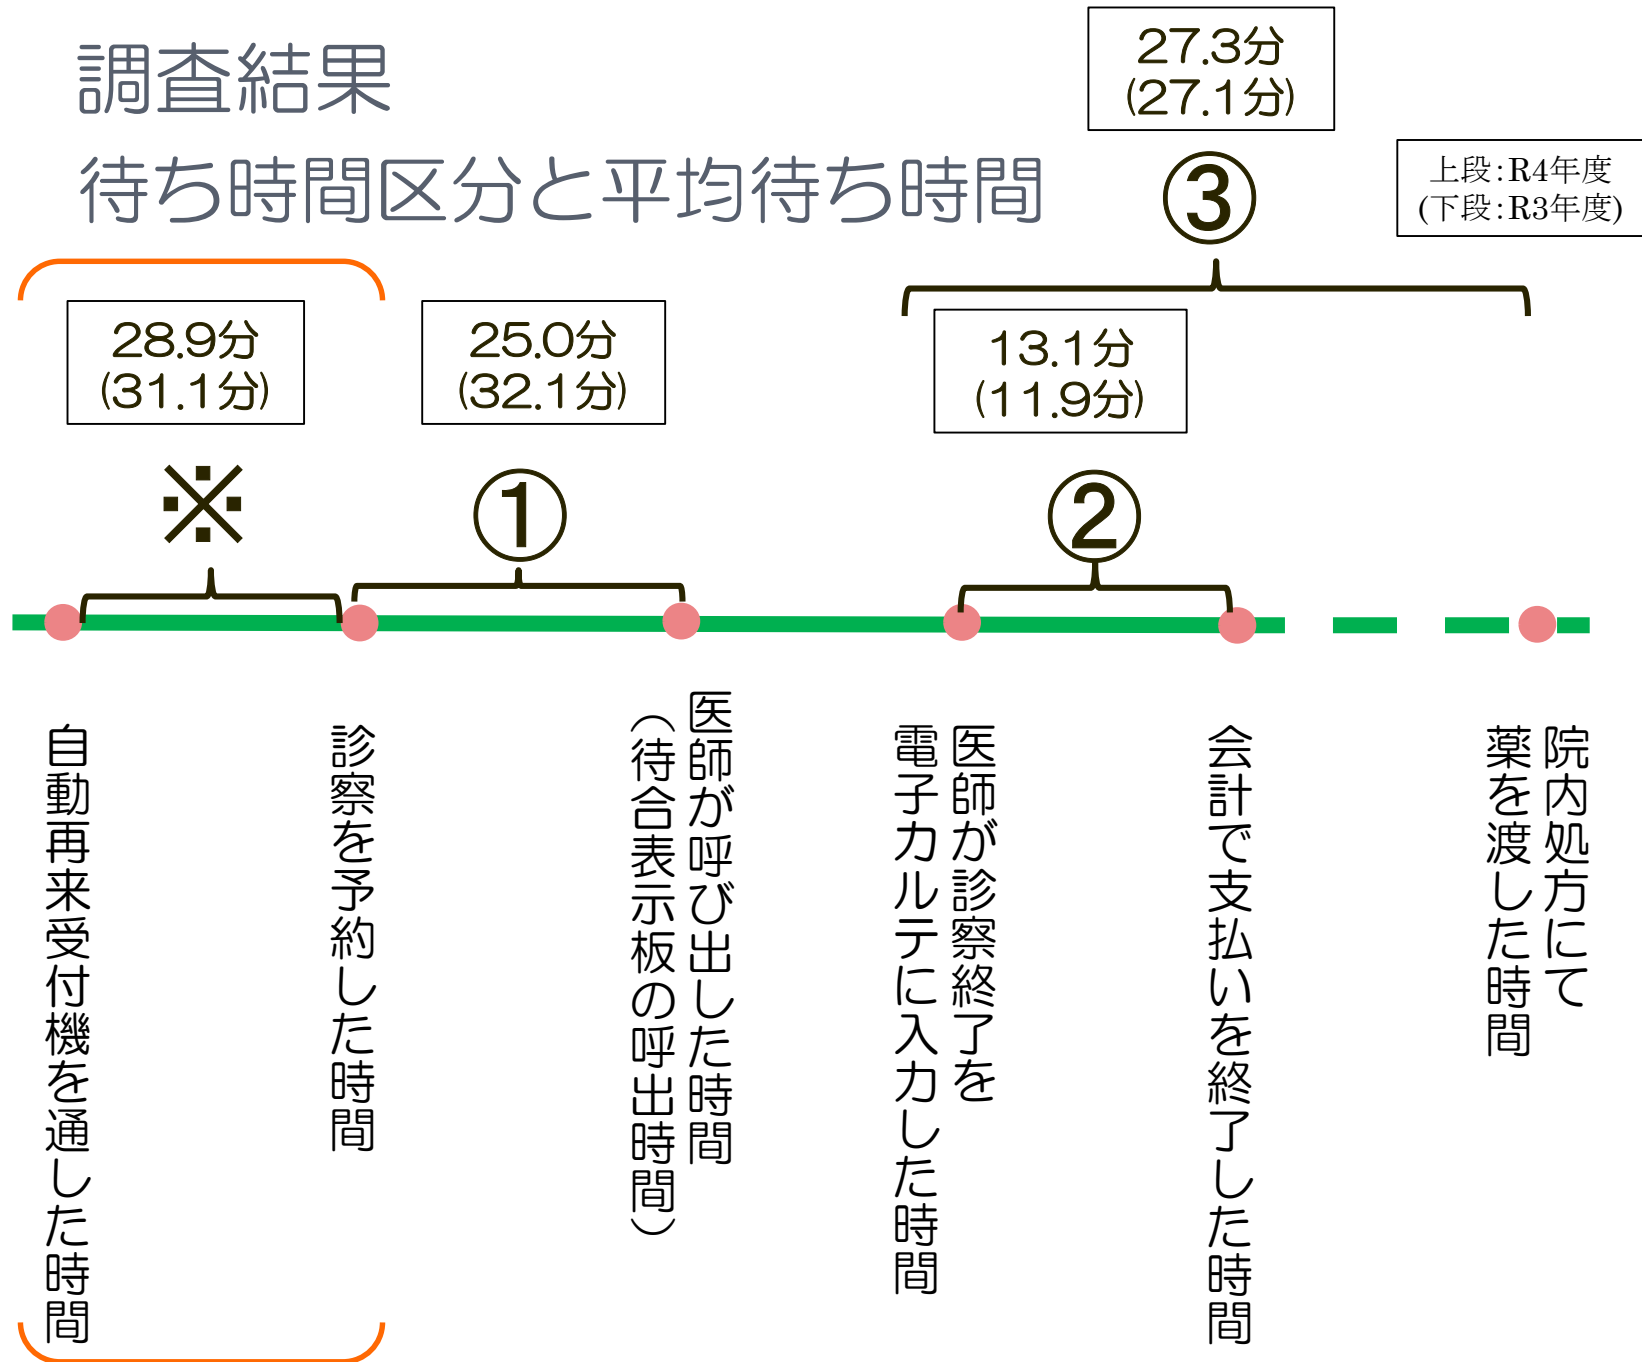 調査結果
待ち時間区分と平均待ち時間
27.3分
(27.1分)
③
上段:R4年度
(下段:R3年度)
28.9分
(31.1分)
※
25.0分
(32.1分)
①
13.1分
(11.9分)
②
自動再来受付機を通した時間
診察を予約した時間
医師が呼び出した時間
(待合表示板の呼出時間)
医師が診察終了を
電子カルテに入力した時間
会計で支払いを終了した時間
院内処方にて
薬を渡した時間